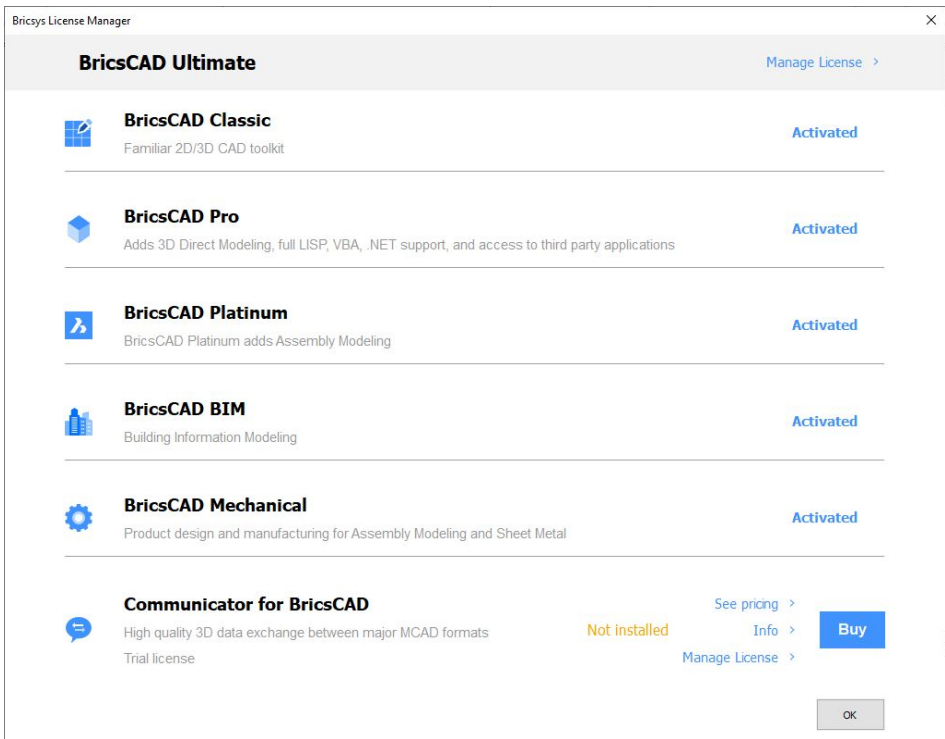 Bricsys License Manager
BricsCAD Ultimate
Manage License >
BricsCAD Classic
Familiar 2D/3D CAD toolkit
Activated
BricsCAD Pro
Adds 3D Direct Modeling, full LISP, VBA, .NET support, and access to third party applications
Activated
BricsCAD Platinum
BricsCAD Platinum adds Assembly Modeling
Activated
BricsCAD BIM
Building Information Modeling
Activated
BricsCAD Mechanical
Product design and manufacturing for Assembly Modeling and Sheet Metal
Activated
Communicator for BricsCAD
High quality 3D data exchange between major MCAD formats
Trial license
Not installed
See pricing >
Info >
Manage License >
Buy
OK